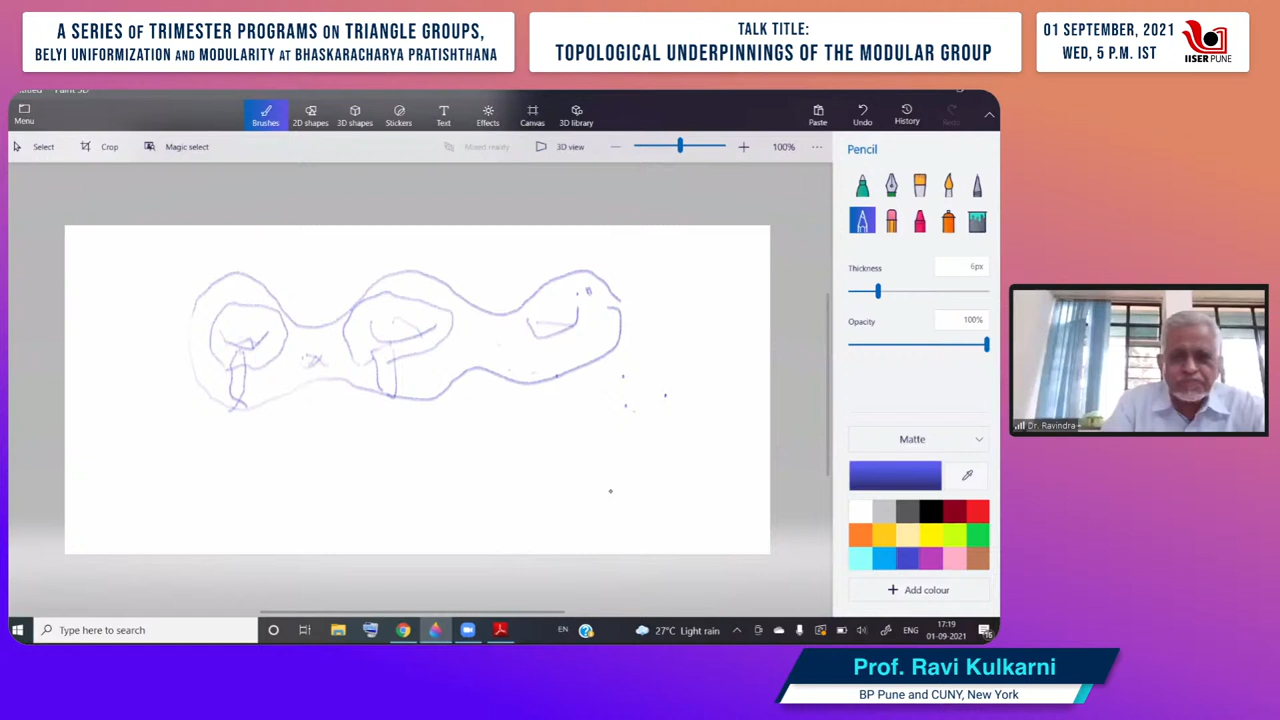 A SERIES OF TRIMESTER PROGRAMS ON TRIANGLE GROUPS,
BELYI UNIFORMIZATION AND MODULARITY AT BHASKARACHARYA PRATISHTHANA
TALK TITLE:
TOPOLOGICAL UNDERPINNINGS OF THE MODULAR GROUP
01 SEPTEMBER, 2021
WED, 5 P.M. IST
IISER PUNE
Menu
Brushes
2D shapes
3D shapes
Stickers
Text
Effects
Canvas
3D library
Paste
Undo
History
Select
Crop
Magic select
Mixed reality
3D view
100%
Pencil
Thickness
6px
Opacity
100%
Matte
Add colour
Dr. Ravindra
Type here to search
EN
27°C Light rain
ENG
17:19
01-09-2021
16
Prof. Ravi Kulkarni
BP Pune and CUNY, New York